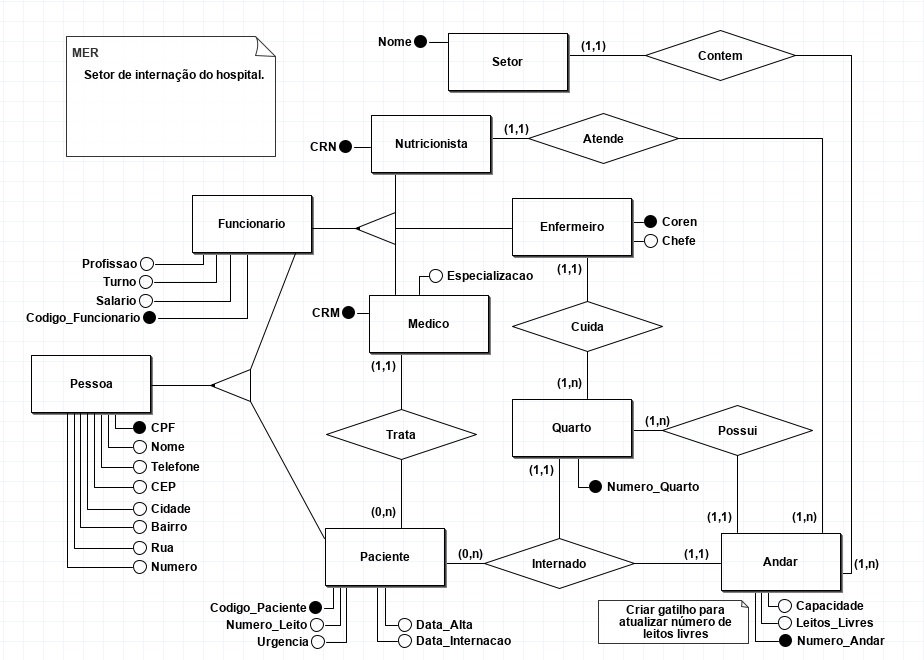 MER
Setor de internação do hospital.
Nome
Setor
(1,1)
Contem
CRN
Nutricionista
(1,1)
Atende
Funcionario
Enfermeiro
Coren
Chefe
Profissao
Turno
Salario
Codigo_Funcionario
Especializacao
(1,1)
CRM
Medico
Cuida
(1,1)
(1,n)
Pessoa
CPF
Nome
Telefone
CEP
Cidade
Bairro
Rua
Numero
Trata
(0,n)
Quarto
(1,n)
Possui
(1,1)
Numero_Quarto
(1,1)
(1,n)
Paciente
(0,n)
Internado
(1,1)
Andar
(1,n)
Codigo_Paciente
Numero_Leito
Urgencia
Data_Alta
Data_Internacao
Criar gatilho para
atualizar número de
leitos livres
Capacidade
Leitos_Livres
Numero_Andar